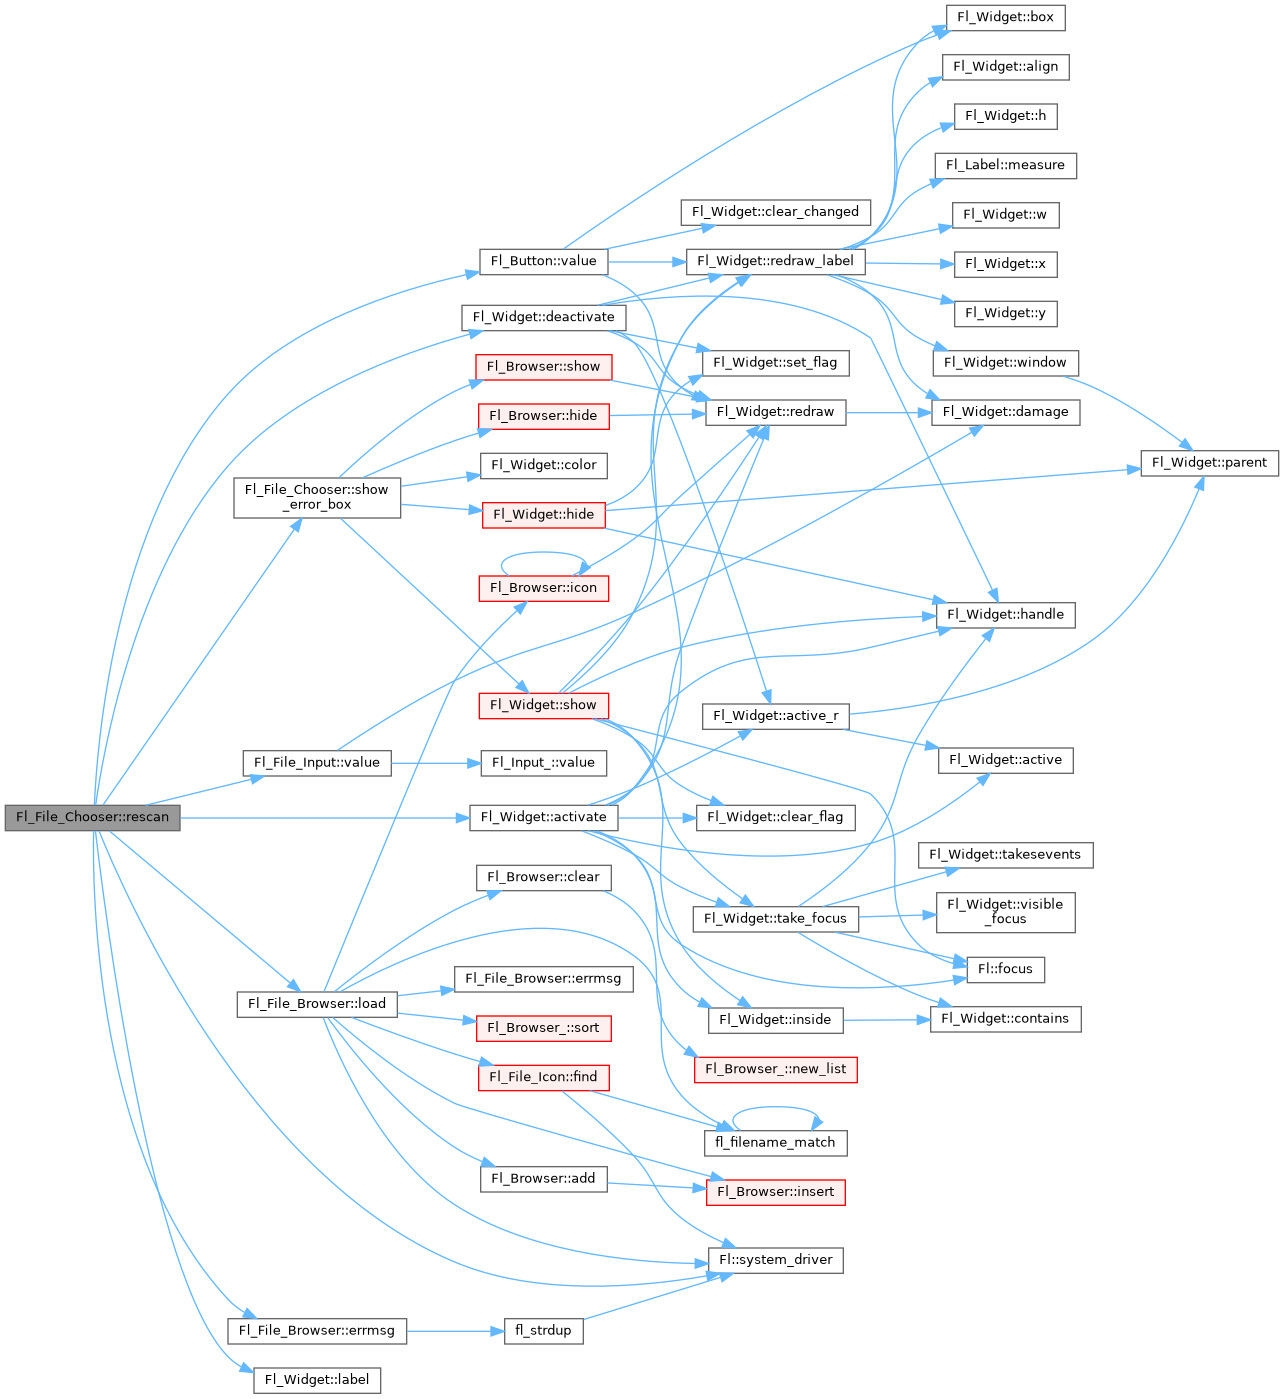 Fl_Widget::box
Fl_Widget::align
Fl_Widget::h
Fl_Label::measure
Fl_Widget::clear_changed
Fl_Widget::w
Fl_Button::value
Fl_Widget::redraw_label
Fl_Widget::x
Fl_Widget::deactivate
Fl_Widget::y
Fl_Browser::show
Fl_Widget::set_flag
Fl_Widget::window
Fl_Browser::hide
Fl_Widget::redraw
Fl_Widget::damage
Fl_Widget::color
Fl_Widget::parent
Fl_File_Chooser::show
_error_box
Fl_Widget::hide
Fl_Browser::icon
Fl_Widget::handle
Fl_Widget::show
Fl_Widget::active_r
Fl_File_Input::value
Fl_Input_::value
Fl_Widget::active
Fl_File_Chooser::rescan
Fl_Widget::activate
Fl_Widget::clear_flag
Fl_Widget::takesevents
Fl_Browser::clear
Fl_Widget::take_focus
Fl_Widget::visible
_focus
Fl::focus
Fl_File_Browser::errmsg
Fl_File_Browser::load
Fl_Widget::inside
Fl_Widget::contains
Fl_Browser_::sort
Fl_Browser_::new_list
Fl_File_Icon::find
fl_filename_match
Fl_Browser::add
Fl_Browser::insert
Fl::system_driver
Fl_File_Browser::errmsg
fl_strdup
Fl_Widget::label